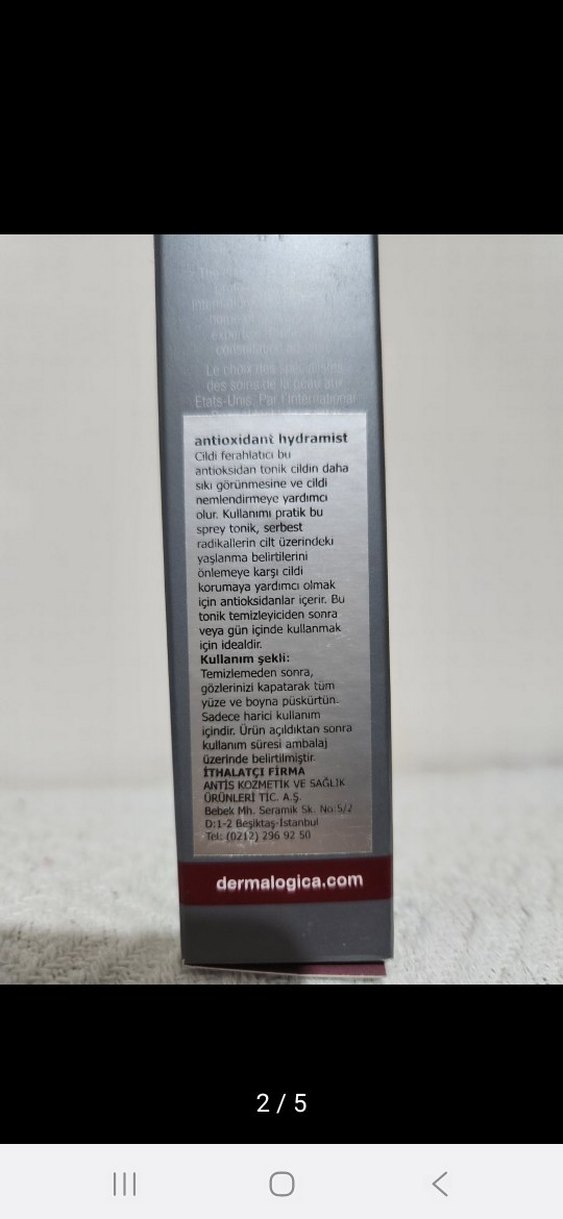 Le choix des spécialistes
des soins de la peau aux
États-Unis. Par l'International
antioxidant hydramist
Cildi ferahlatıcı bu
antioksidan tonik cildin daha
sıkı görünmesine ve cildi
nemlendirmeye yardımcı
olur. Kullanımı pratik bu
sprey tonik, serbest
radikallerin cilt üzerindeki
yaşlanma belirtilerini
önlemeye karşı cildi
korumaya yardımcı olmak
için antioksidanlar içerir. Bu
tonik temizleyiciden sonra
veya gün içinde kullanmak
için idealdir.
Kullanım şekli:
Temizlemeden sonra,
gözlerinizi kapatarak tüm
yüze ve boyna püskürtün.
Sadece harici kullanım
içindir. Ürün açıldıktan sonra
kullanım süresi ambalaj
üzerinde belirtilmiştir.
İTHALATÇI FİRMA
ANTİS KOZMETİK VE SAĞLIK
ÜRÜNLERİ TİC. A.Ş.
Bebek Mh. Seramik Sk. No:5/2
D:1-2 Beşiktaş-İstanbul
Tel: (0212) 296 92 50
dermalogica.com
2 / 5